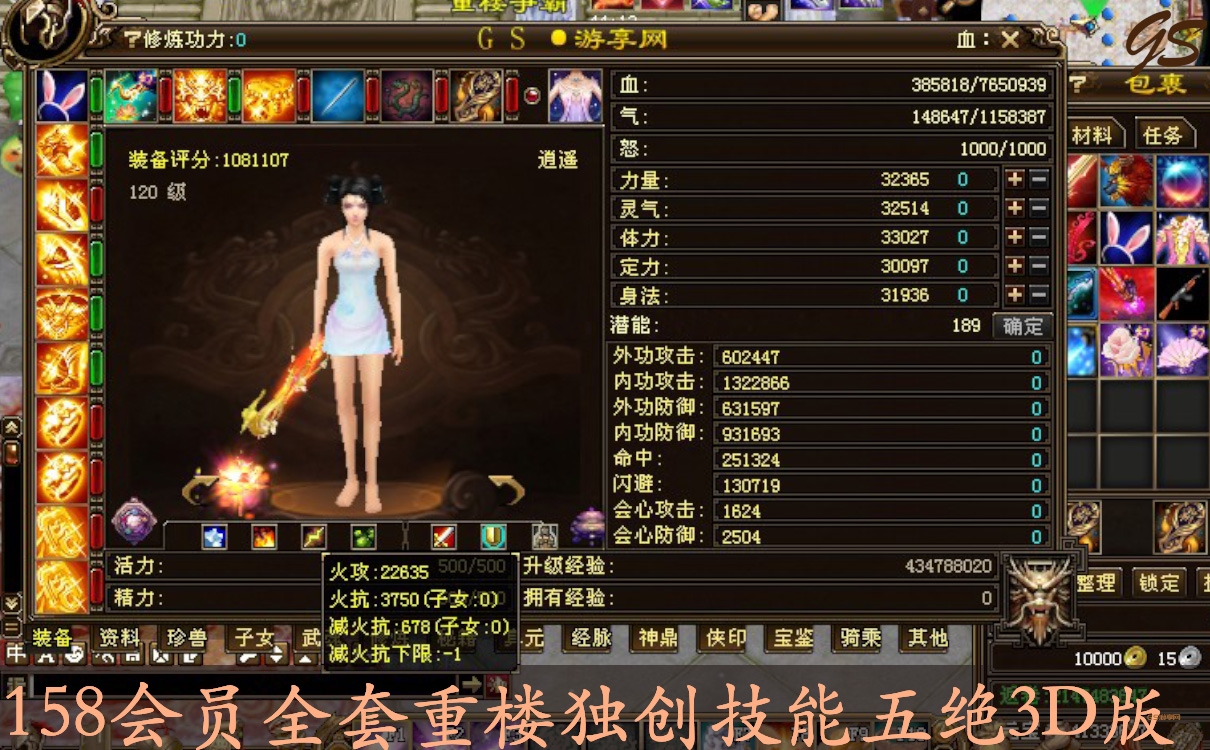 重楼争霸
修炼功力:0
GS 游享网
血:
GS
包裹
材料 任务
装备评分:1081107
逍遥
120 级
血: 385818/7650939
气: 148647/1158387
怒: 1000/1000
力量: 32365 0
灵气: 32514 0
体力: 33027 0
定力: 30097 0
身法: 31936 0
潜能: 189 确定
外功攻击: 602447 0
内功攻击: 1322866 0
外功防御: 631597 0
内功防御: 931693 0
命中: 251324 0
闪避: 130719 0
会心攻击: 1624 0
会心防御: 2504 0
活力: 500/500
精力:
升级经验: 434788020
拥有经验: 0
火攻:22635
火抗:3750(子女:0)
减火抗:678(子女:0)
减火抗下限:-1
整理 锁定
装备 资料 珍兽 子女 武 元 经脉 神鼎 侠印 宝鉴 骑乘 其他
10000 15
158会员全套重楼独创技能五绝3D版